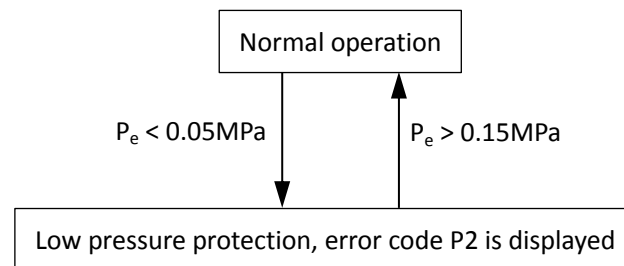 Normal operation
Pₑ < 0.05MPa
Pₑ > 0.15MPa
Low pressure protection, error code P2 is displayed